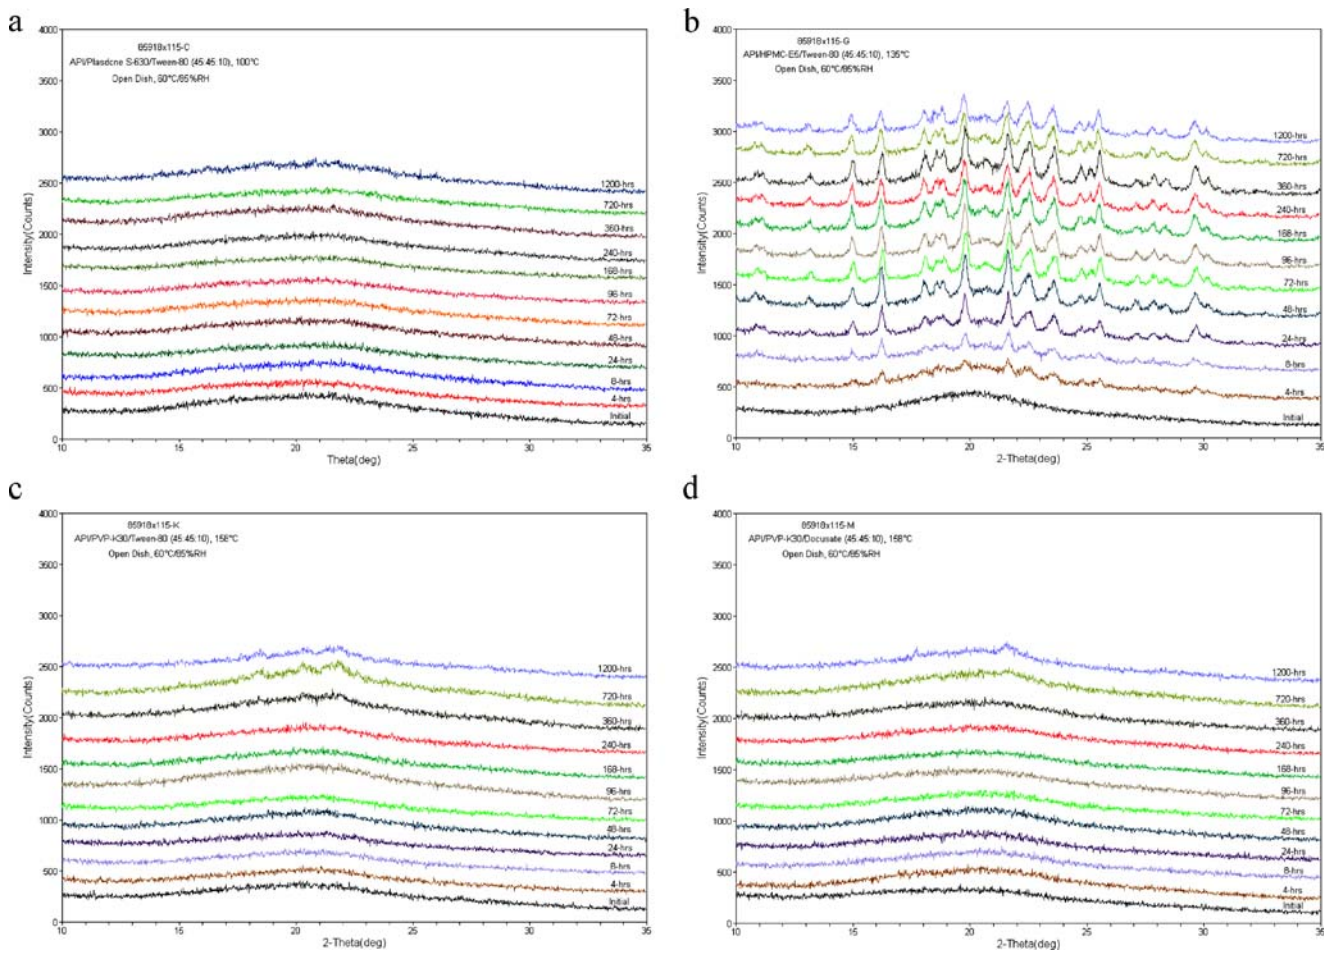 a
4000
85918x115-C
API/Plasdone S-630/Tween-80 (45:45:10), 100°C
Open Dish, 60°C/85%RH
3500
3000
2500
2000
1500
1000
500
0
Intensity(Counts)
1200-hrs
720-hrs
360-hrs
240-hrs
168-hrs
96-hrs
72-hrs
48-hrs
24-hrs
8-hrs
4-hrs
Initial
10 15 20 25 30 35
Theta(deg)
b
4000
85918x115-G
API/HPMC-E5/Tween-80 (45:45:10), 135°C
Open Dish, 60°C/85%RH
3500
3000
2500
2000
1500
1000
500
0
Intensity(Counts)
1200-hrs
720-hrs
360-hrs
240-hrs
168-hrs
96-hrs
72-hrs
48-hrs
24-hrs
8-hrs
4-hrs
Initial
10 15 20 25 30 35
2-Theta(deg)
c
4000
85918x115-K
API/PVP-K30/Tween-80 (45:45:10), 158°C
Open Dish, 60°C/85%RH
3500
3000
2500
2000
1500
1000
500
0
Intensity(Counts)
1200-hrs
720-hrs
360-hrs
240-hrs
168-hrs
96-hrs
72-hrs
48-hrs
24-hrs
8-hrs
4-hrs
Initial
10 15 20 25 30 35
2-Theta(deg)
d
4000
85918x115-M
API/PVP-K30/Docusate (45:45:10), 158°C
Open Dish, 60°C/85%RH
3500
3000
2500
2000
1500
1000
500
0
Intensity(Counts)
1200-hrs
720-hrs
360-hrs
240-hrs
168-hrs
96-hrs
72-hrs
48-hrs
24-hrs
8-hrs
4-hrs
Initial
10 15 20 25 30 35
2-Theta(deg)